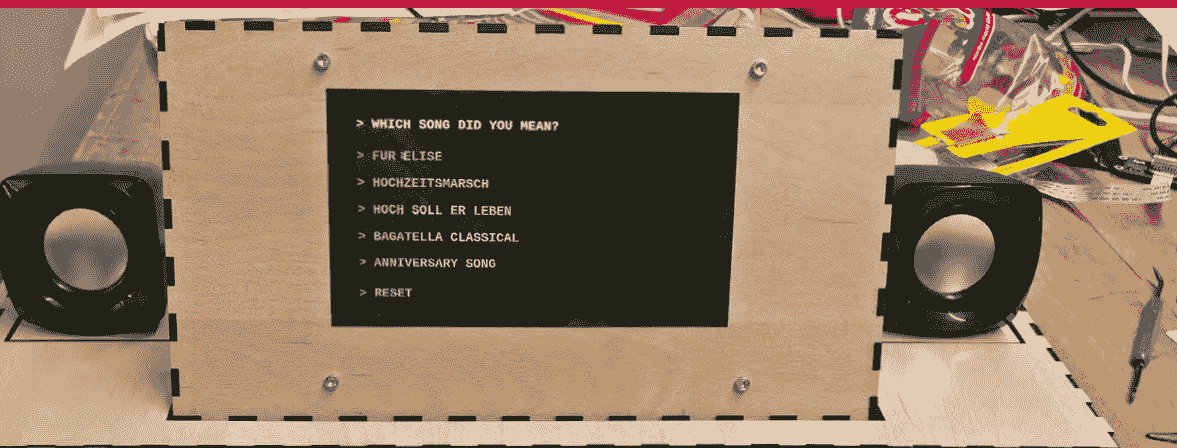 > WHICH SONG DID YOU MEAN?
> FUR ELISE
> HOCHZEITSMARSCH
> HOCH SOLL ER LEBEN
> BAGATELLA CLASSICAL
> ANNIVERSARY SONG
> RESET